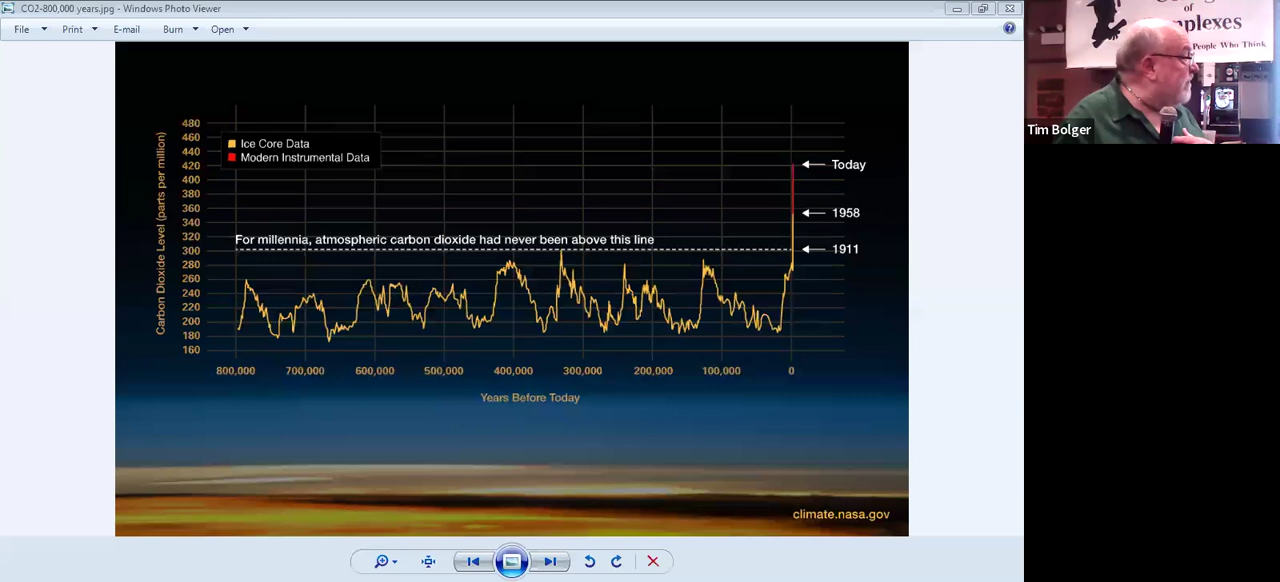 CO2-800,000 years.jpg - Windows Photo Viewer
File Print E-mail Burn Open
480
460
440
420
400
380
360
340
320
300
280
260
240
220
200
180
160
Carbon Dioxide Level (parts per million)
Ice Core Data
Modern Instrumental Data
For millennia, atmospheric carbon dioxide had never been above this line
Today
1958
1911
800,000 700,000 600,000 500,000 400,000 300,000 200,000 100,000 0
Years Before Today
climate.nasa.gov
of
People Who Think
Tim Bolger